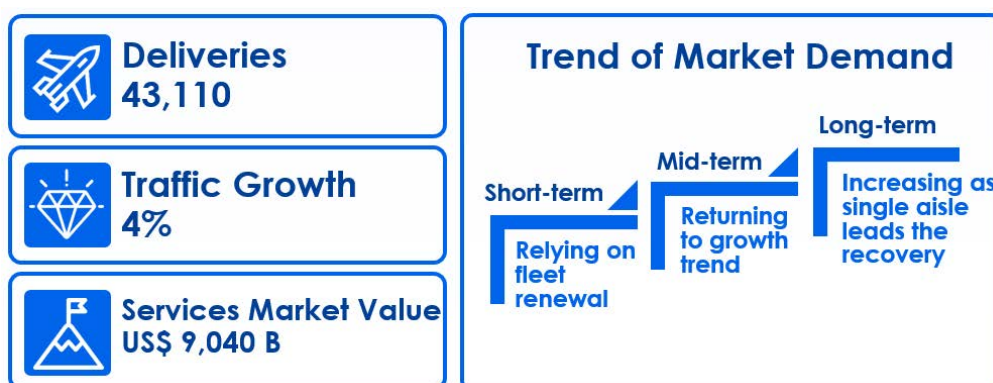 Deliveries
43,110
Traffic Growth
4%
Services Market Value
US$ 9,040 B
Trend of Market Demand
Short-term
Relying on
fleet
renewal
Mid-term
Returning
to growth
trend
Long-term
Increasing as
single aisle
leads the
recovery